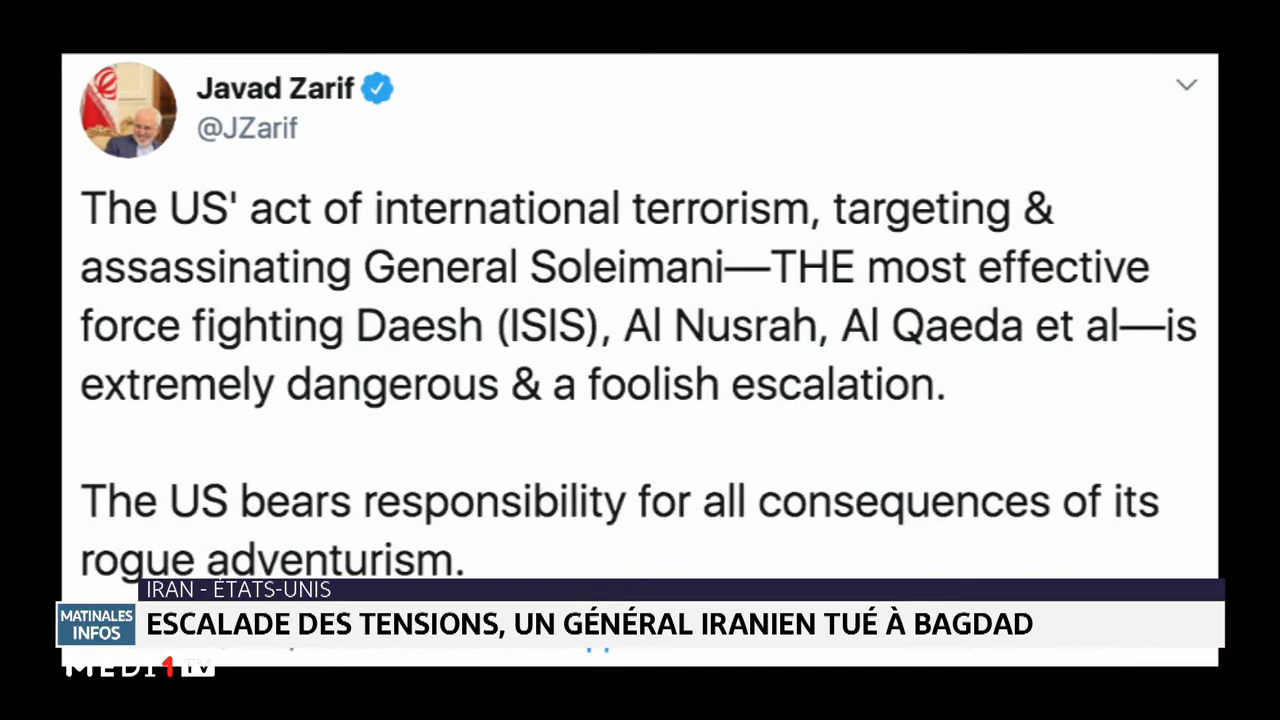 Javad Zarif
@JZarif
The US' act of international terrorism, targeting &
assassinating General Soleimani—THE most effective
force fighting Daesh (ISIS), Al Nusrah, Al Qaeda et al—is
extremely dangerous & a foolish escalation.
The US bears responsibility for all consequences of its
rogue adventurism.
IRAN - ÉTATS-UNIS
MATINALES
INFOS
ESCALADE DES TENSIONS, UN GÉNÉRAL IRANIEN TUÉ À BAGDAD
MEDI1TV